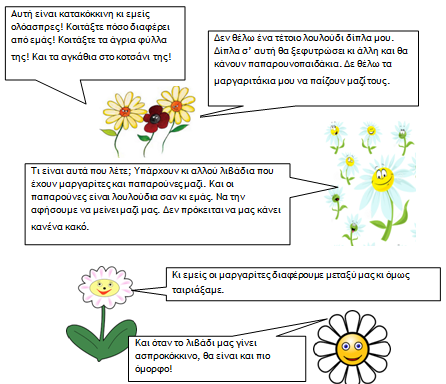 Αυτή είναι κατακόκκινη κι εμείς
ολόασπρες! Κοιτάξτε πόσο διαφέρει
από εμάς! Κοιτάξτε τα άγρια φύλλα
της! Και τα αγκάθια στο κοτσάνι της!
Δεν θέλω ένα τέτοιο λουλούδι δίπλα μου.
Δίπλα σ' αυτή θα ξεφυτρώσει κι άλλη και θα
κάνουν παπαρουνοπαιδάκια. Δε θέλω τα
μαργαριτάκια μου να παίζουν μαζί τους.
Τι είναι αυτά που λέτε; Υπάρχουν κι αλλού λιβάδια που
έχουν μαργαρίτες και παπαρούνες μαζί. Και οι
παπαρούνες είναι λουλούδια σαν κι εμάς. Να την
αφήσουμε να μείνει μαζί μας. Δεν πρόκειται να μας κάνει
κανένα κακό.
Κι εμείς οι μαργαρίτες διαφέρουμε μεταξύ μας κι όμως
ταιριάξαμε.
Και όταν το λιβάδι μας γίνει
ασπροκόκκινο, θα είναι και πιο
όμορφο!